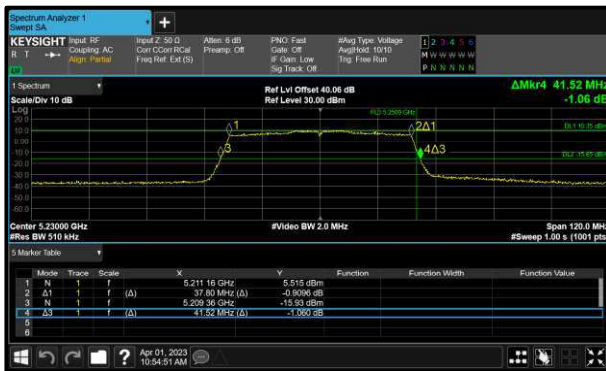 Spectrum Analyzer 1
Swept SA
KEYSIGHT Input: RF Input Z: 50 Ω Atten: 6 dB PNO: Fast #Avg Type: Voltage 1 2 3 4 5 6
R T Coupling: AC Corr CCorr RCal Preamp: Off Gate: Off Avg|Hold: 10/10 M W W W W W
Align: Partial Freq Ref: Ext (S) IF Gain: Low Trig: Free Run P N N N N N
Sig Track: Off
1 Spectrum Ref Lvl Offset 40.06 dB ΔMkr4 41.52 MHz
Scale/Div 10 dB Ref Level 30.00 dBm -1.06 dB
Log
20.0
10.0 1 2Δ1 DL1 10.35 dBm
0.00
-10.0 3 4Δ3 DL2 -15.65 dBm
-20.0
-30.0
-40.0
-50.0
-60.0
Center 5.23000 GHz #Video BW 2.0 MHz Span 120.0 MHz
#Res BW 510 kHz #Sweep 1.00 s (1001 pts)
5 Marker Table
Mode Trace Scale X Y Function Function Width Function Value
1 N 1 f 5.211 16 GHz 5.515 dBm
2 Δ1 1 f (Δ) 37.80 MHz (Δ) -0.9096 dB
3 N 1 f 5.209 36 GHz -15.93 dBm
4 Δ3 1 f (Δ) 41.52 MHz (Δ) -1.060 dB
5
6
? Apr 01, 2023
10:54:51 AM